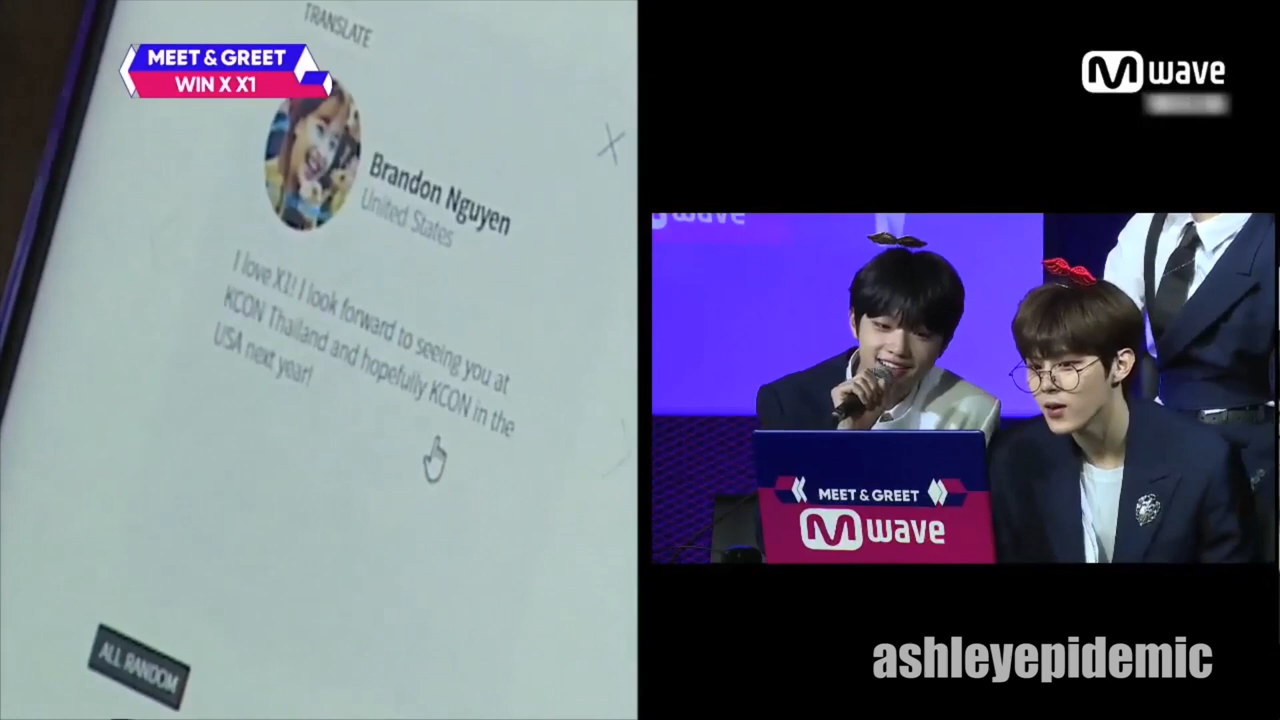 TRANSLATE
MEET & GREET
WIN X X1
Brandon Nguyen
United States
I love X1! I look forward to seeing you at
KCON Thailand and hopefully KCON in the
USA next year!
ALL RANDOM
M wave
wave
MEET & GREET
M wave
ashleyepidemic